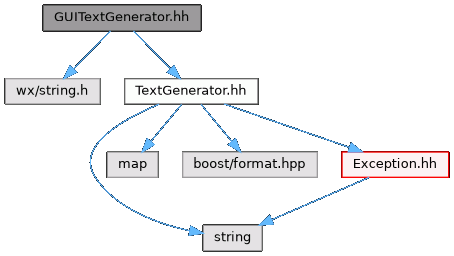 GUITextGenerator.hh
wx/string.h
TextGenerator.hh
map
boost/format.hpp
Exception.hh
string